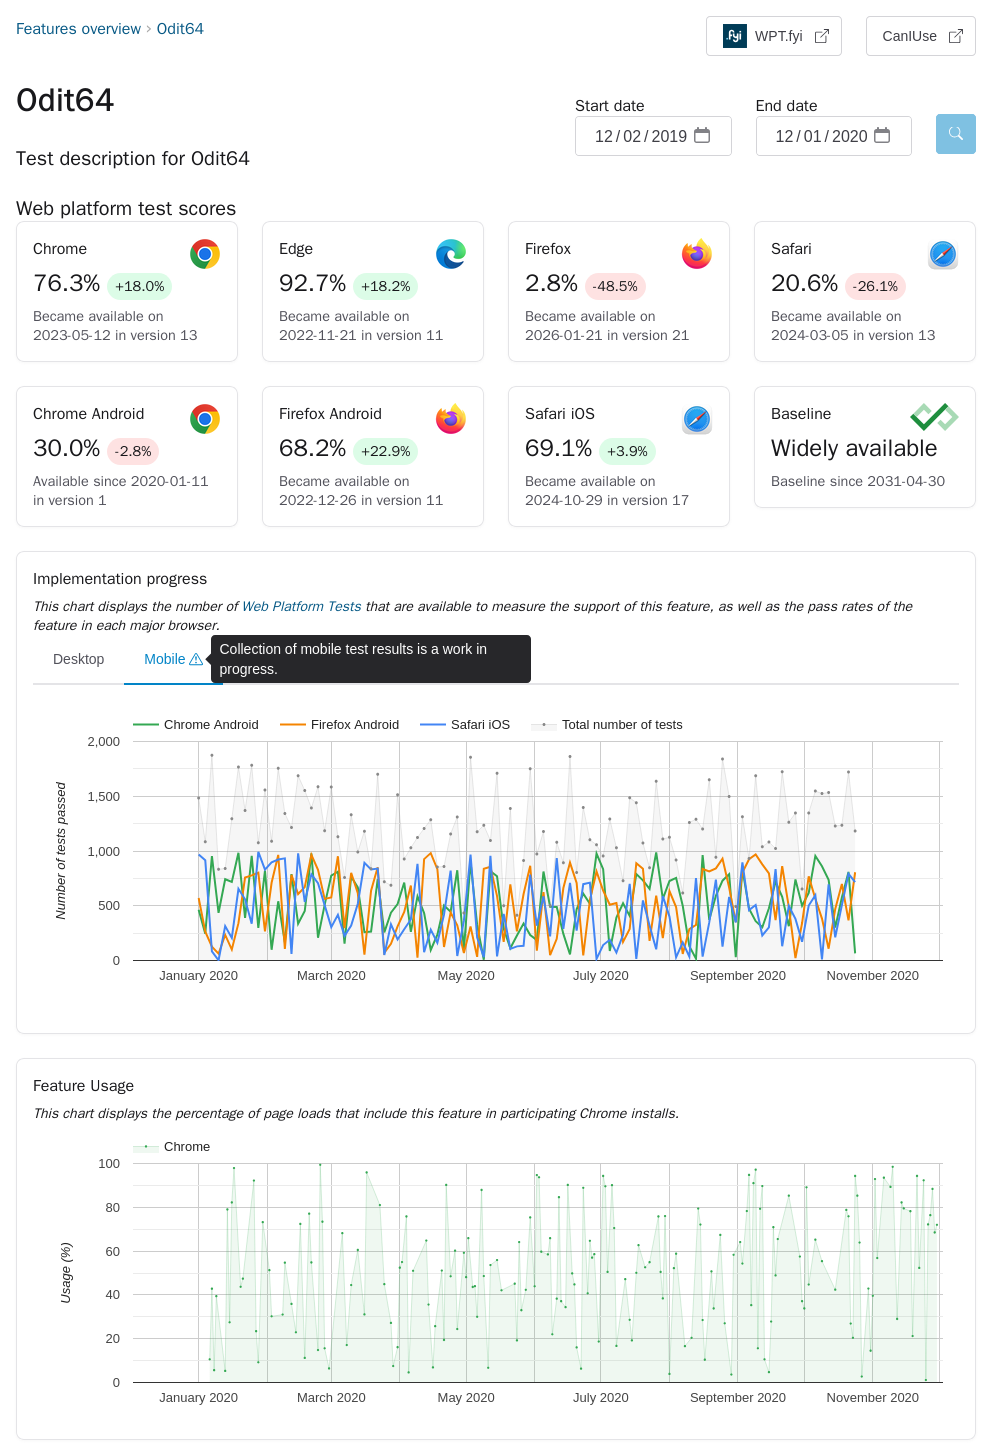 Features overview › Odit64
.fyi WPT.fyi
CanIUse
Odit64
Start date
End date
12/02/2019
12/01/2020
Test description for Odit64
Web platform test scores
Chrome
76.3% +18.0%
Became available on
2023-05-12 in version 13
Edge
92.7% +18.2%
Became available on
2022-11-21 in version 11
Firefox
2.8% -48.5%
Became available on
2026-01-21 in version 21
Safari
20.6% -26.1%
Became available on
2024-03-05 in version 13
Chrome Android
30.0% -2.8%
Available since 2020-01-11
in version 1
Firefox Android
68.2% +22.9%
Became available on
2022-12-26 in version 11
Safari iOS
69.1% +3.9%
Became available on
2024-10-29 in version 17
Baseline
Widely available
Baseline since 2031-04-30
Implementation progress
This chart displays the number of Web Platform Tests that are available to measure the support of this feature, as well as the pass rates of the
feature in each major browser.
Desktop
Mobile
Collection of mobile test results is a work in
progress.
Chrome Android
Firefox Android
Safari iOS
Total number of tests
Number of tests passed
2,000
1,500
1,000
500
0
January 2020
March 2020
May 2020
July 2020
September 2020
November 2020
Feature Usage
This chart displays the percentage of page loads that include this feature in participating Chrome installs.
Chrome
Usage (%)
100
80
60
40
20
0
January 2020
March 2020
May 2020
July 2020
September 2020
November 2020